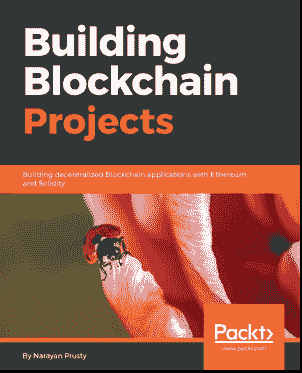 Building
Blockchain
Projects
Building decentralized Blockchain applications with Ethereum
and Solidity
Packt>
www.packt.com
By Narayan Prusty